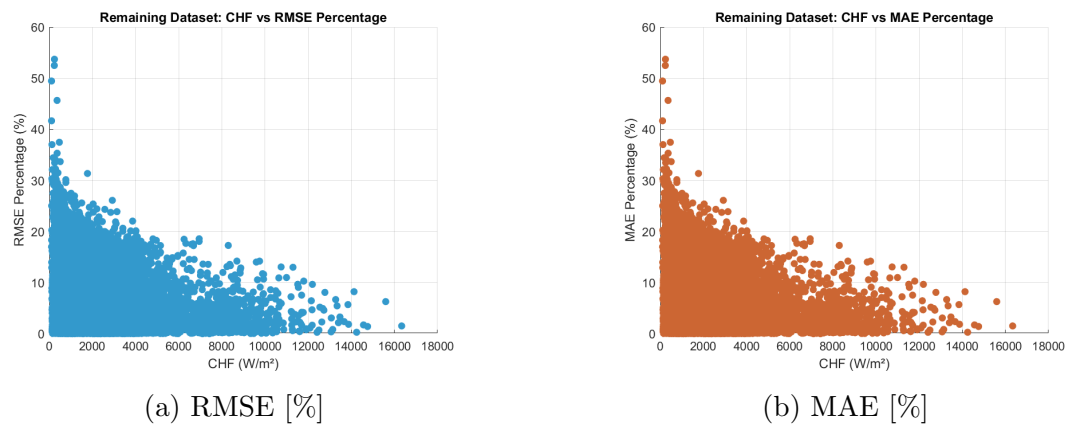 Remaining Dataset: CHF vs RMSE Percentage
60
50
40
30
20
10
0
RMSE Percentage (%)
0 2000 4000 6000 8000 10000 12000 14000 16000 18000
CHF (W/m²)
(a) RMSE [%]
Remaining Dataset: CHF vs MAE Percentage
60
50
40
30
20
10
0
MAE Percentage (%)
0 2000 4000 6000 8000 10000 12000 14000 16000 18000
CHF (W/m²)
(b) MAE [%]